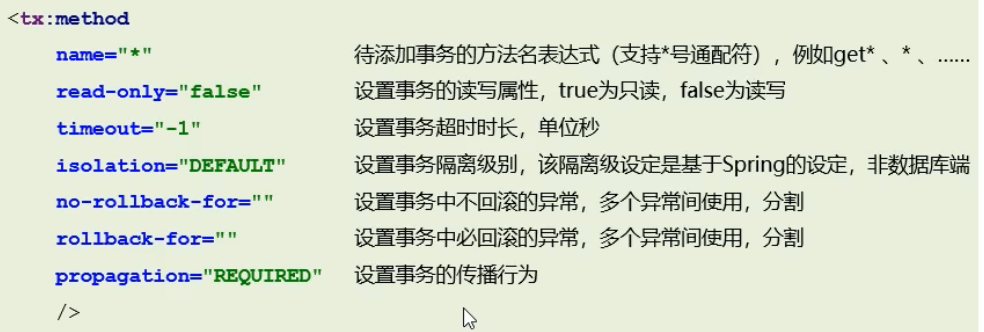 <tx:method
name="*" 待添加事务的方法名表达式（支持*号通配符），例如get* 、* 、……
read-only="false" 设置事务的读写属性，true为只读，false为读写
timeout="-1" 设置事务超时时长，单位秒
isolation="DEFAULT" 设置事务隔离级别，该隔离级设定是基于Spring的设定，非数据库端
no-rollback-for="" 设置事务中不回滚的异常，多个异常间使用，分割
rollback-for="" 设置事务中必回滚的异常，多个异常间使用，分割
propagation="REQUIRED" 设置事务的传播行为
/>